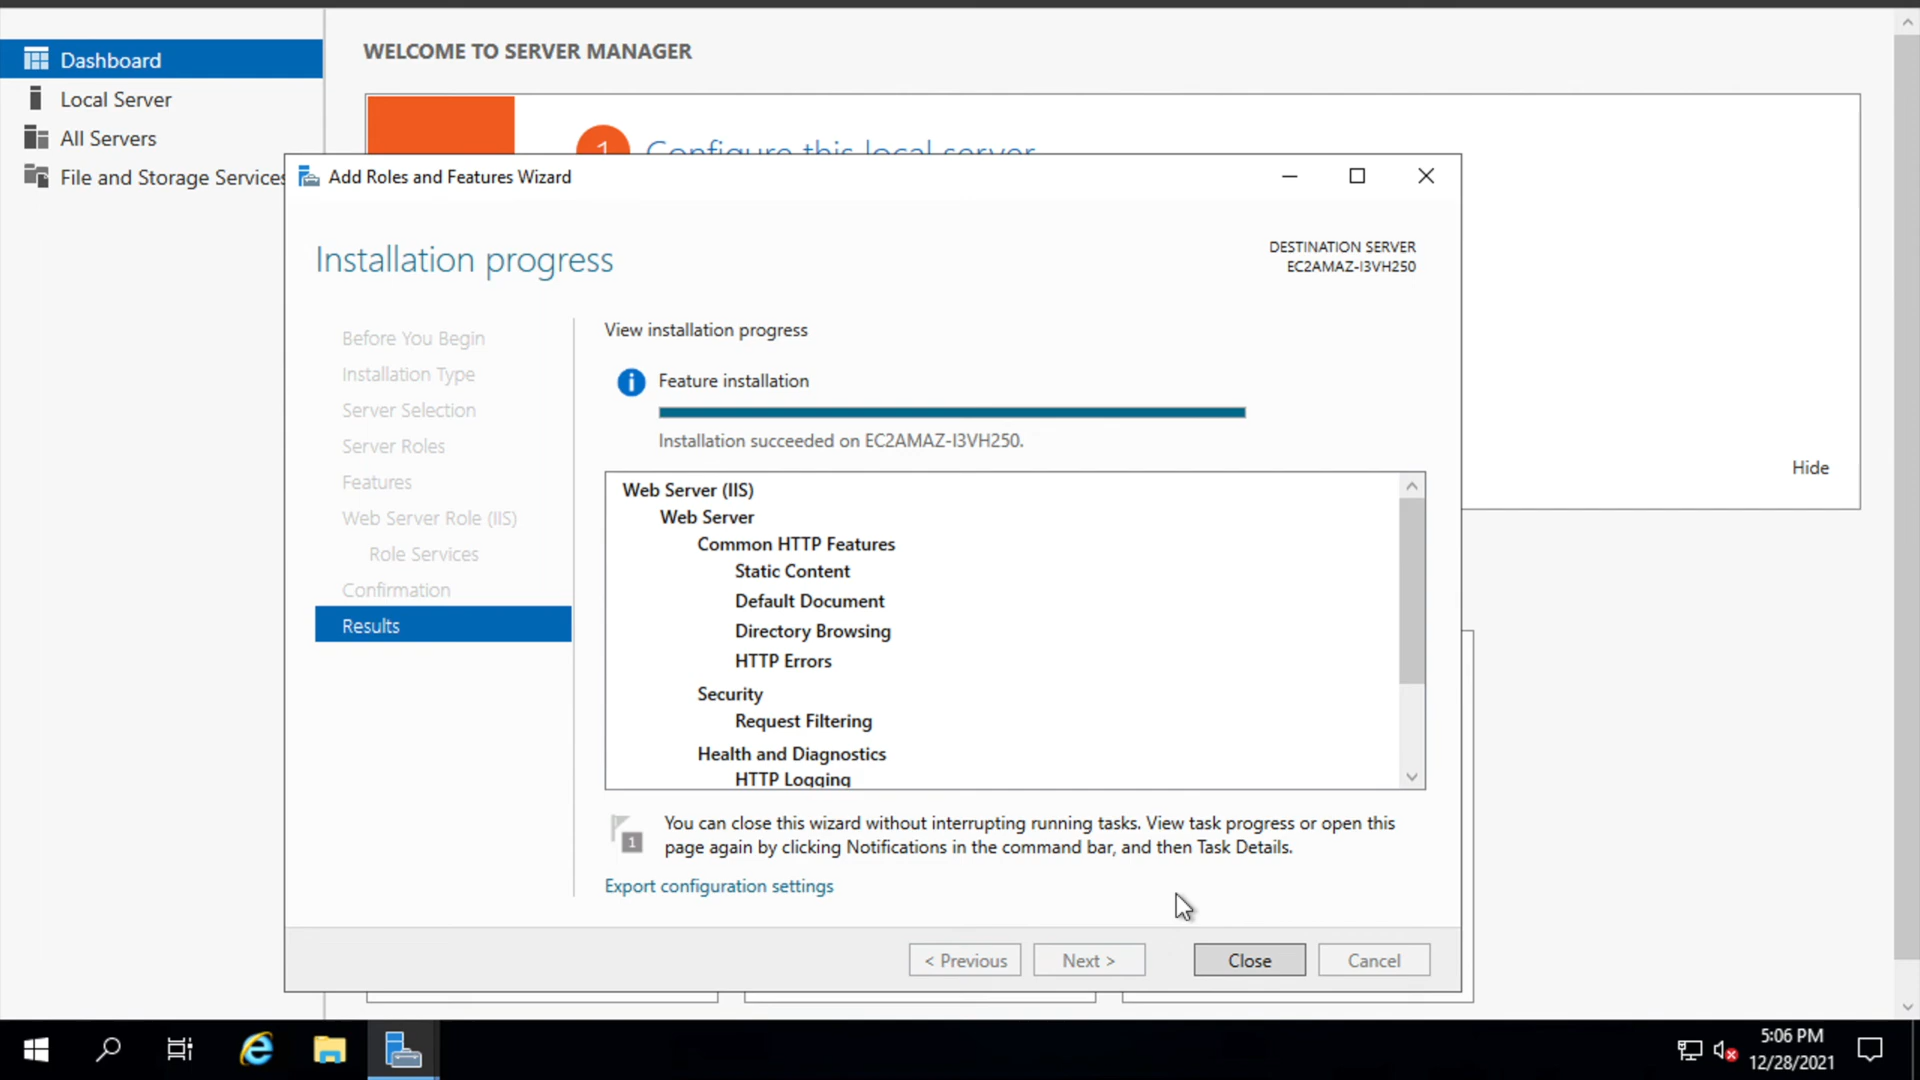 WELCOME TO SERVER MANAGER
Dashboard
Local Server
All Servers
File and Storage Services
1 Configure this local server
Add Roles and Features Wizard
Installation progress
DESTINATION SERVER
EC2AMAZ-I3VH250
Before You Begin
Installation Type
Server Selection
Server Roles
Features
Web Server Role (IIS)
Role Services
Confirmation
Results
View installation progress
Feature installation
Installation succeeded on EC2AMAZ-I3VH250.
Web Server (IIS)
Web Server
Common HTTP Features
Static Content
Default Document
Directory Browsing
HTTP Errors
Security
Request Filtering
Health and Diagnostics
HTTP Logging
1
You can close this wizard without interrupting running tasks. View task progress or open this
page again by clicking Notifications in the command bar, and then Task Details.
Export configuration settings
< Previous
Next >
Close
Cancel
Hide
5:06 PM
12/28/2021